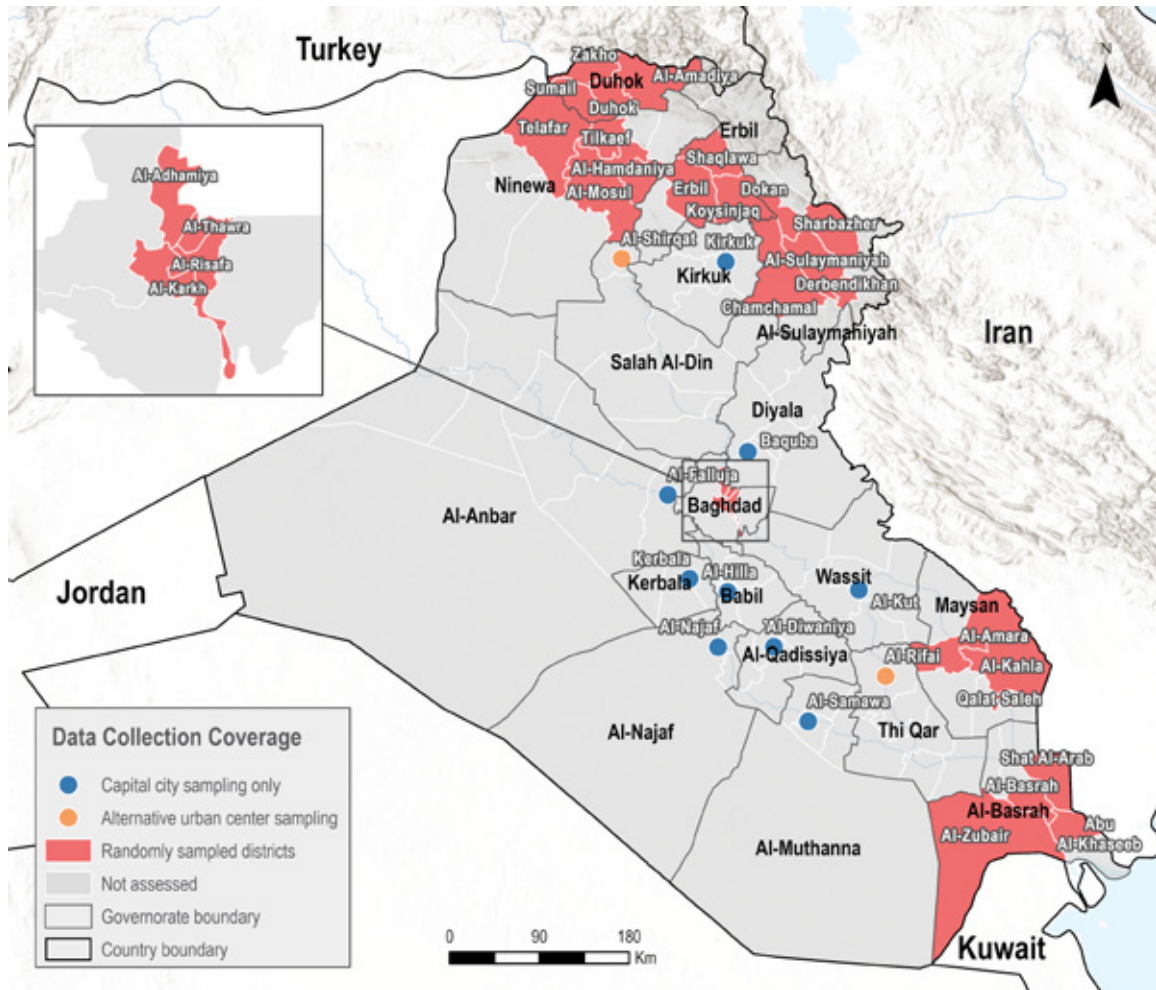 Turkey
N
Zakho
Duhok
Al-Amadiya
Sumail
Duhok
Telafar
Tilkaef
Erbil
Shaqlawa
Al-Hamdaniya
Ninewa
Al-Mosul
Erbil
Dokan
Koysinjaq
Sharbazher
Al-Shirqat
Kirkuk
Kirkuk
Al-Sulaymaniyah
Derbendikhan
Chamchamal
Al-Sulaymaniyah
Iran
Salah Al-Din
Diyala
Baquba
Al-Adhamiya
Al-Thawra
Al-Risafa
Al-Karkh
Al-Falluja
Baghdad
Al-Anbar
Jordan
Kerbala
Kerbala
Al-Hilla
Babil
Wassit
Al-Kut
Maysan
Al-Najaf
Al-Diwaniya
Al-Qadissiya
Al-Rifai
Al-Amara
Al-Kahla
Qalat Saleh
Al-Samawa
Al-Najaf
Thi Qar
Shat Al-Arab
Al-Basrah
Al-Basrah
Al-Zubair
Abu
Al-Khaseeb
Al-Muthanna
Kuwait
Data Collection Coverage
Capital city sampling only
Alternative urban center sampling
Randomly sampled districts
Not assessed
Governorate boundary
Country boundary
0 90 180
Km